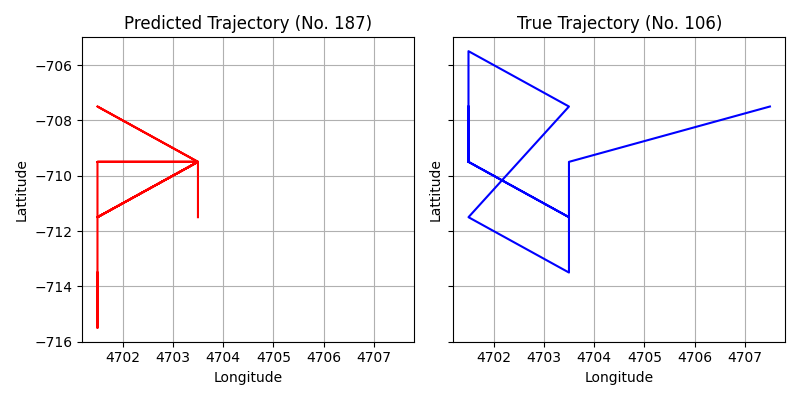 Predicted Trajectory (No. 187)
True Trajectory (No. 106)
−706
−708
−710
−712
−714
−716
Lattitude
Lattitude
4702 4703 4704 4705 4706 4707
4702 4703 4704 4705 4706 4707
Longitude
Longitude